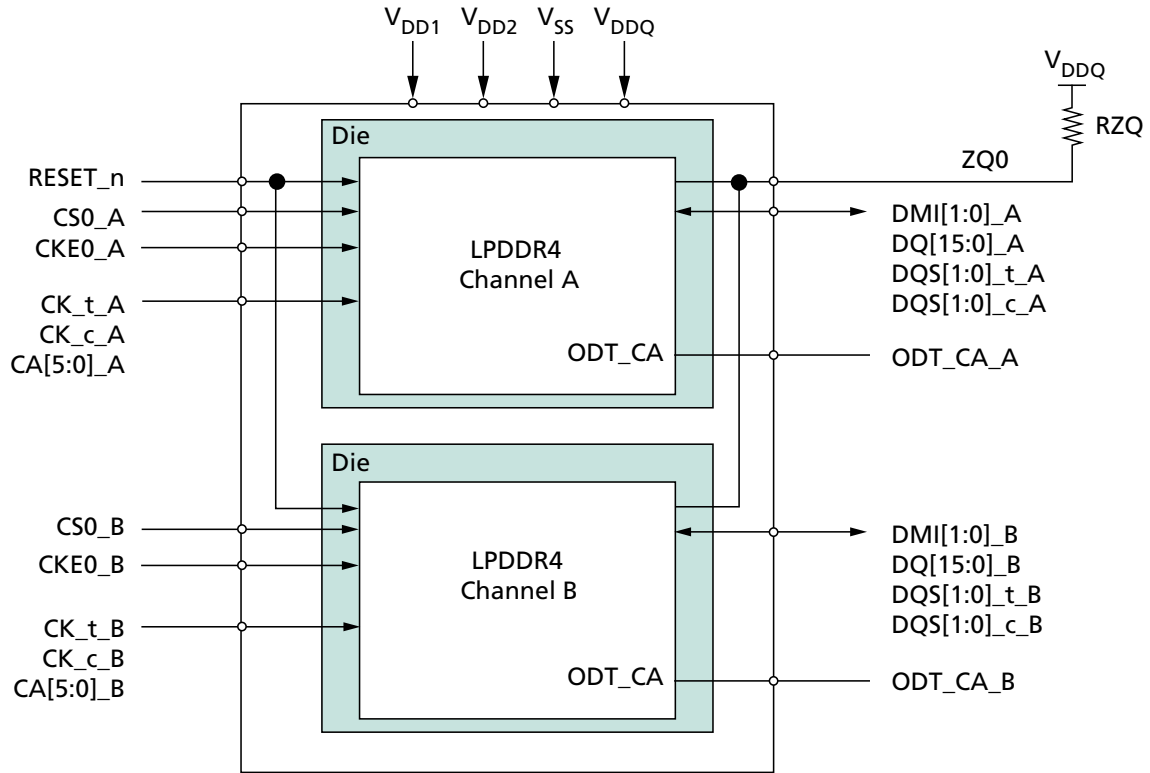 VDD1 VDD2 VSS VDDQ
VDDQ
RZQ
ZQ0
Die
RESET_n
CS0_A
CKE0_A
CK_t_A
CK_c_A
CA[5:0]_A
LPDDR4
Channel A
ODT_CA
DMI[1:0]_A
DQ[15:0]_A
DQS[1:0]_t_A
DQS[1:0]_c_A
ODT_CA_A
Die
CS0_B
CKE0_B
CK_t_B
CK_c_B
CA[5:0]_B
LPDDR4
Channel B
ODT_CA
DMI[1:0]_B
DQ[15:0]_B
DQS[1:0]_t_B
DQS[1:0]_c_B
ODT_CA_B